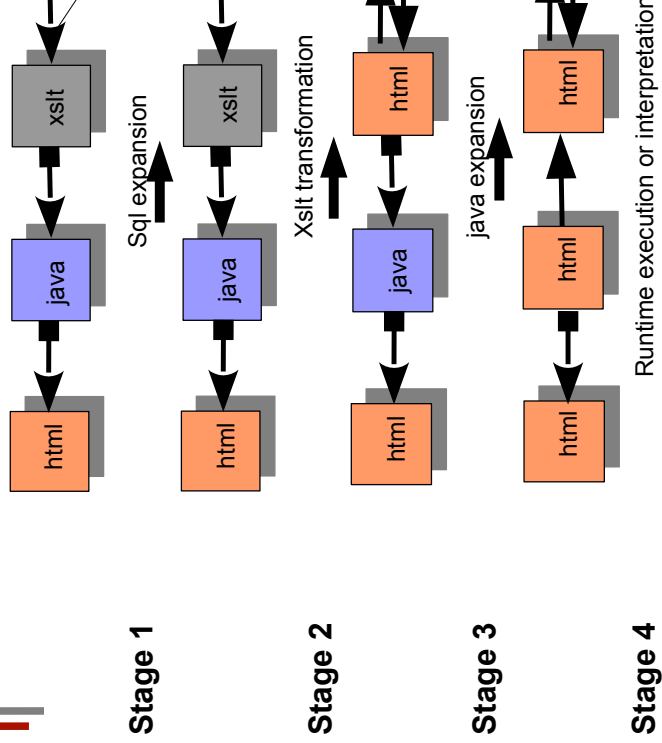 html java xslt
Stage 1 Sql expansion
html java xslt
Stage 2 Xslt transformation
html java html
Stage 3 java expansion
html html html
Stage 4 Runtime execution or interpretation